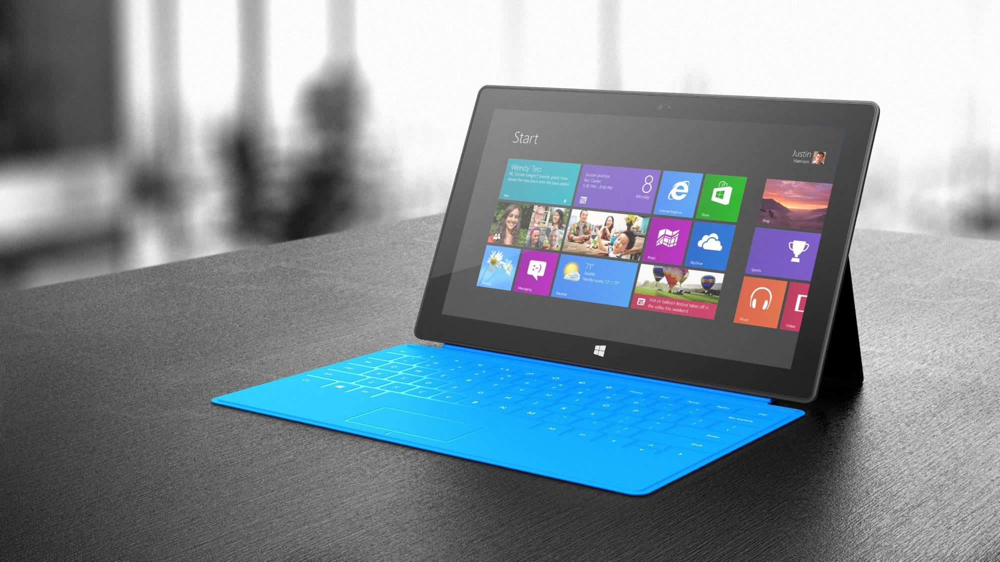 Start
Justin
Harrison
Wendy Teo
RE: Dinner tonight? Sounds good. How
about the new place with the back patio?
Mail
8
Soccer practice
Rec Center
5:30 PM – 8:00 PM
8
Monday
Internet Explorer
Store
Bing
Photos
Maps
SkyDrive
Sports
Desktop
Messaging
71°
Seattle
Mostly sunny 53° / 72°
Weather
Hot air balloon festival takes off in
the valley this weekend
Music
Video
Home End PgUp PgDn Del
Q W E R T Y U I O P Backspace
A S D F G H J K L Enter
Z X C V B N M Shift
Alt Alt Fn